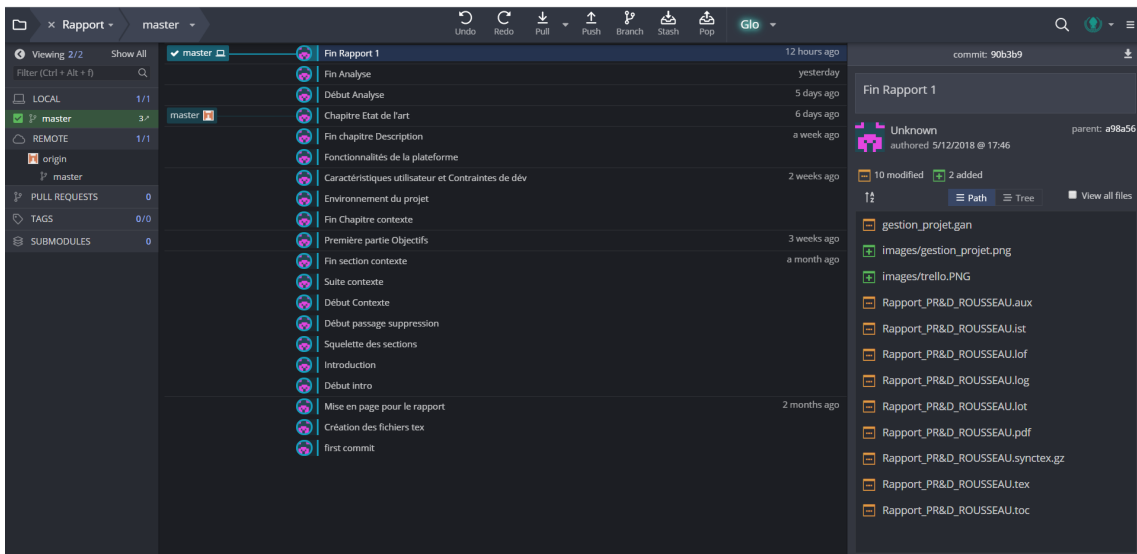 Rapport
master
Undo
Redo
Pull
Push
Branch
Stash
Pop
Glo
Viewing 2/2 Show All
Filter (Ctrl + Alt + f)
LOCAL 1/1
master 3
REMOTE 1/1
origin
master
PULL REQUESTS 0
TAGS 0/0
SUBMODULES 0
master Fin Rapport 1 12 hours ago
Fin Analyse yesterday
Début Analyse 5 days ago
master Chapitre Etat de l'art 6 days ago
Fin chapitre Description a week ago
Fonctionnalités de la plateforme
Caractéristiques utilisateur et Contraintes de dév 2 weeks ago
Environnement du projet
Fin Chapitre contexte
Première partie Objectifs 3 weeks ago
Fin section contexte a month ago
Suite contexte
Début Contexte
Début passage suppression
Squelette des sections
Introduction
Début intro
Mise en page pour le rapport 2 months ago
Création des fichiers tex
first commit
commit: 90b3b9
Fin Rapport 1
Unknown parent: a98a56
authored 5/12/2018 @ 17:46
10 modified 2 added
Path Tree View all files
gestion_projet.gan
images/gestion_projet.png
images/trello.PNG
Rapport_PR&D_ROUSSEAU.aux
Rapport_PR&D_ROUSSEAU.ist
Rapport_PR&D_ROUSSEAU.lof
Rapport_PR&D_ROUSSEAU.log
Rapport_PR&D_ROUSSEAU.lot
Rapport_PR&D_ROUSSEAU.pdf
Rapport_PR&D_ROUSSEAU.synctex.gz
Rapport_PR&D_ROUSSEAU.tex
Rapport_PR&D_ROUSSEAU.toc